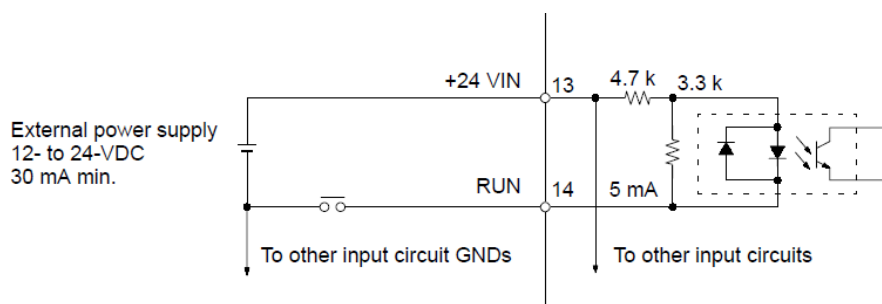 +24 VIN
13
4.7 k
3.3 k
External power supply
12- to 24-VDC
30 mA min.
RUN
14
5 mA
To other input circuit GNDs
To other input circuits